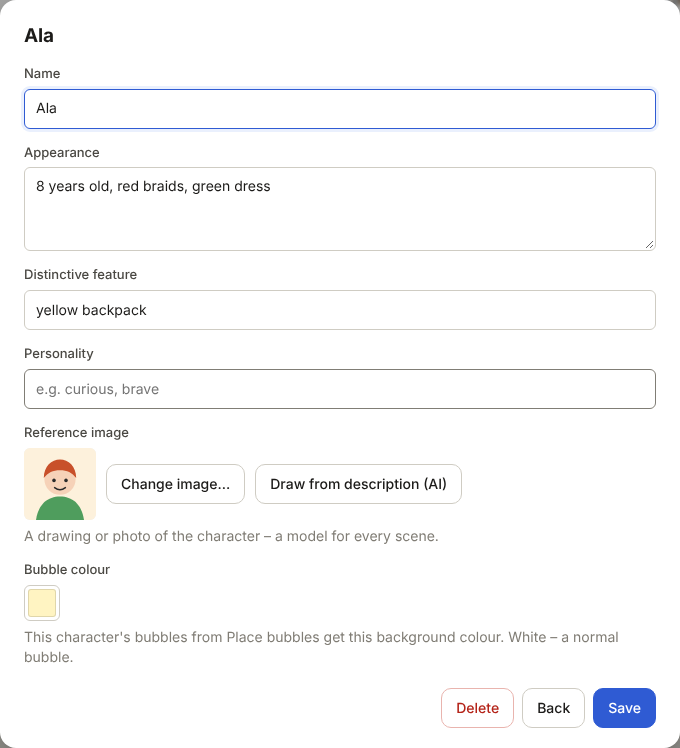 Ala
Name
Ala
Appearance
8 years old, red braids, green dress
Distinctive feature
yellow backpack
Personality
e.g. curious, brave
Reference image
Change image...
Draw from description (AI)
A drawing or photo of the character – a model for every scene.
Bubble colour
This character's bubbles from Place bubbles get this background colour. White – a normal
bubble.
Delete
Back
Save